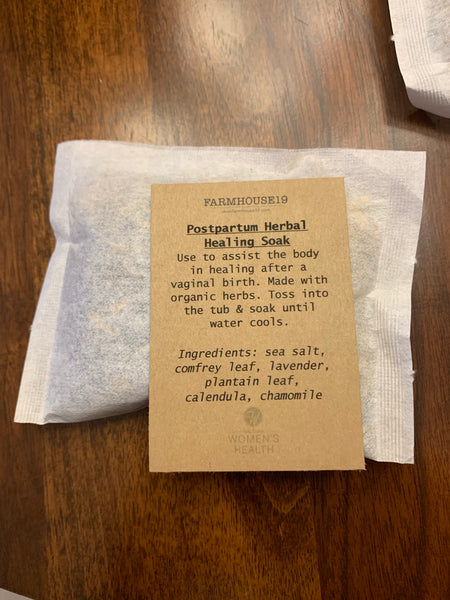 FARMHOUSE19
Postpartum Herbal
Healing Soak
Use to assist the body
in healing after a
vaginal birth. Made with
organic herbs. Toss into
the tub & soak until
water cools.
Ingredients: sea salt,
comfrey leaf, lavender,
plantain leaf,
calendula, chamomile
WOMEN'S
HEALTH